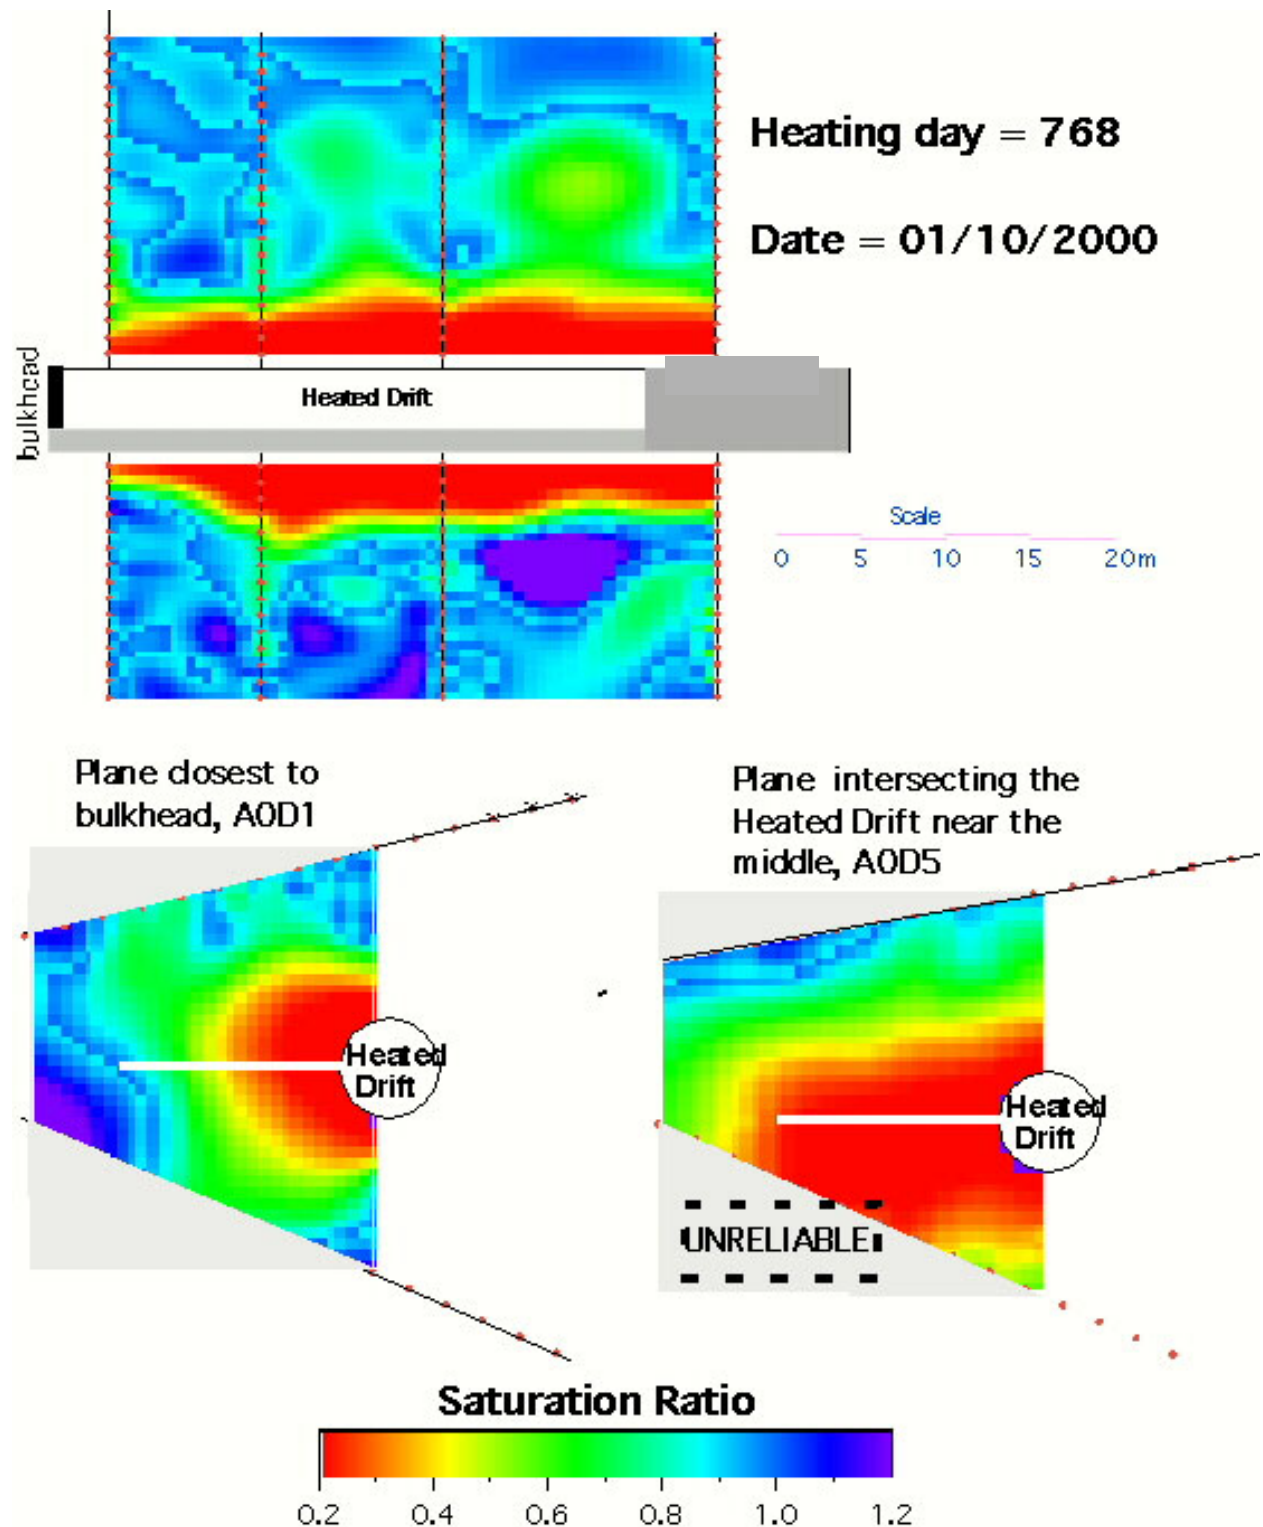 Heating day = 768
Date = 01/10/2000
bulkhead
Heated Drift
Scale
0 5 10 15 20m
Plane closest to
bulkhead, AOD1
Plane intersecting the
Heated Drift near the
middle, AOD5
Heated
Drift
Heated
Drift
UNRELIABLE
Saturation Ratio
0.2 0.4 0.6 0.8 1.0 1.2